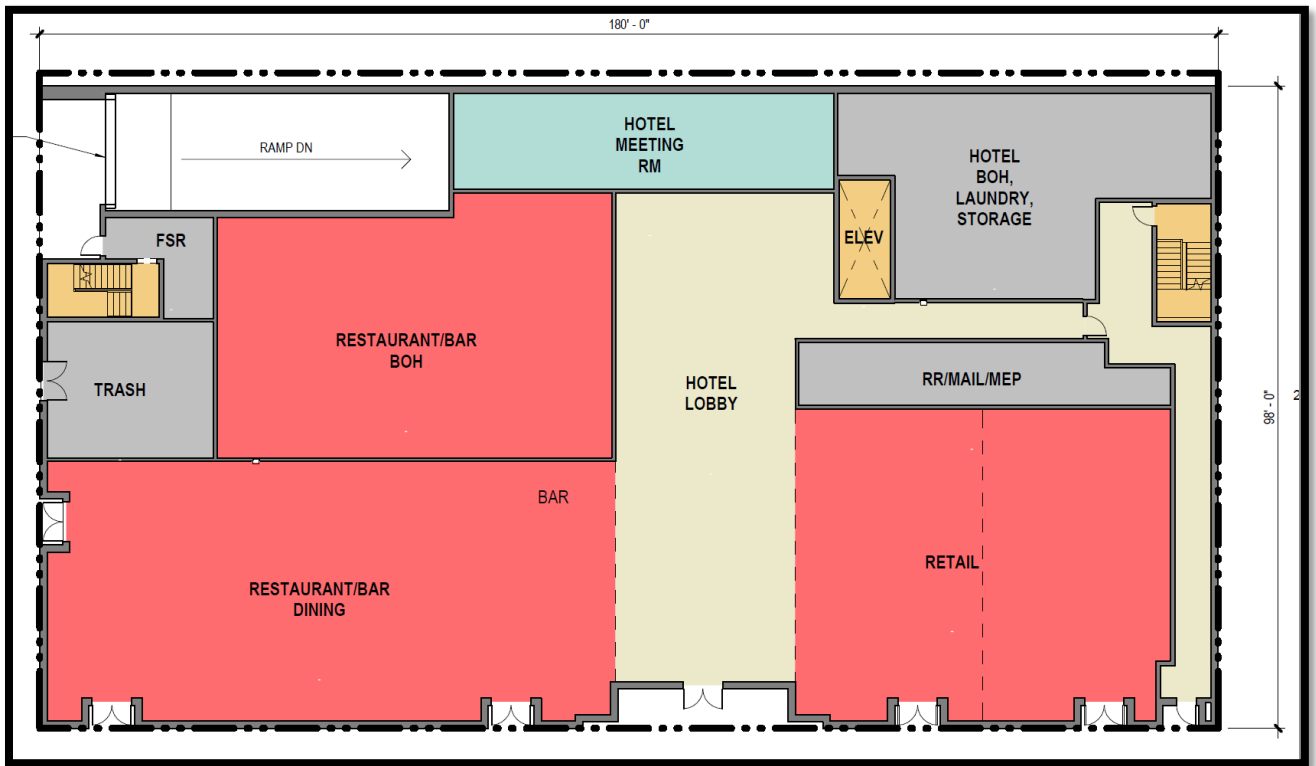 180' - 0"
RAMP DN
HOTEL
MEETING
RM
HOTEL
BOH,
LAUNDRY,
STORAGE
FSR
ELEV
RESTAURANT/BAR
BOH
TRASH
HOTEL
LOBBY
RR/MAIL/MEP
98' - 0"
2
BAR
RETAIL
RESTAURANT/BAR
DINING